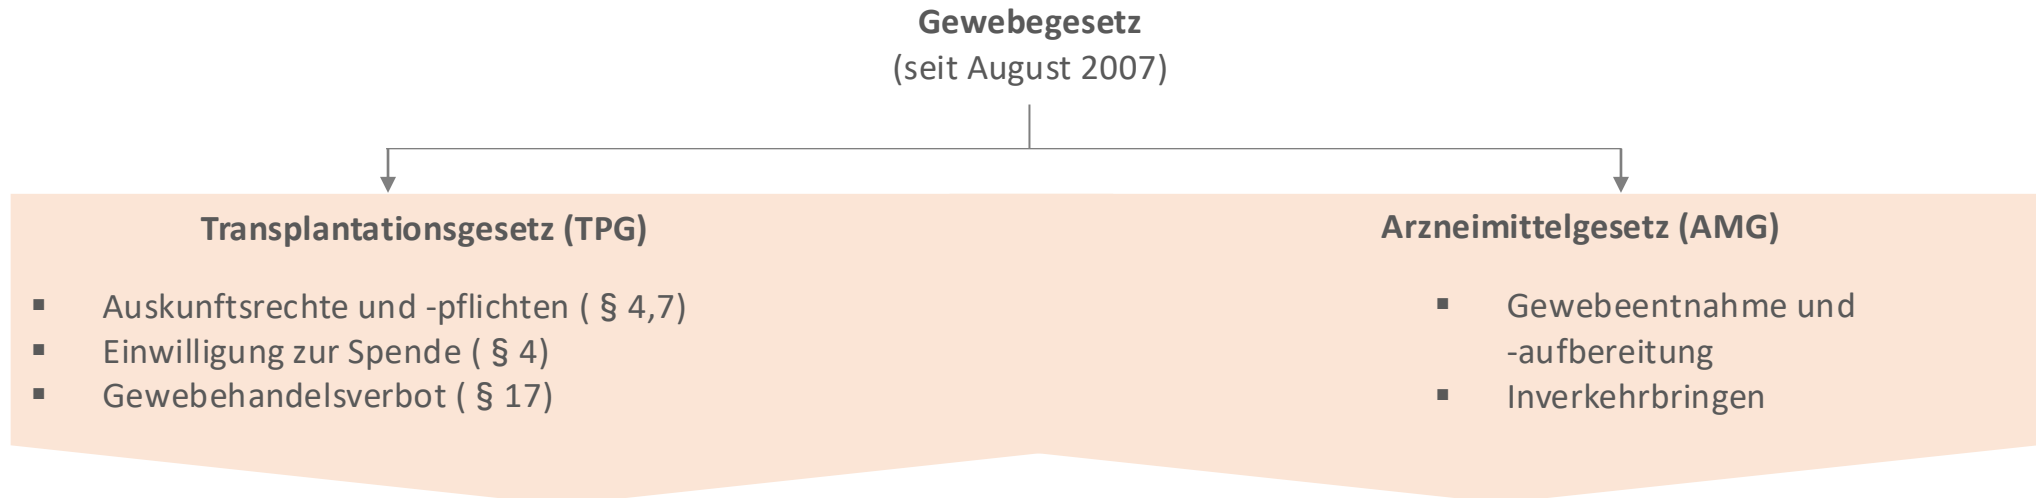 Gewebegesetz
(seit August 2007)
Transplantationsgesetz (TPG)
▪ Auskunftsrechte und -pflichten ( § 4,7)
▪ Einwilligung zur Spende ( § 4)
▪ Gewebehandelsverbot ( § 17)
Arzneimittelgesetz (AMG)
▪ Gewebeentnahme und
-aufbereitung
▪ Inverkehrbringen